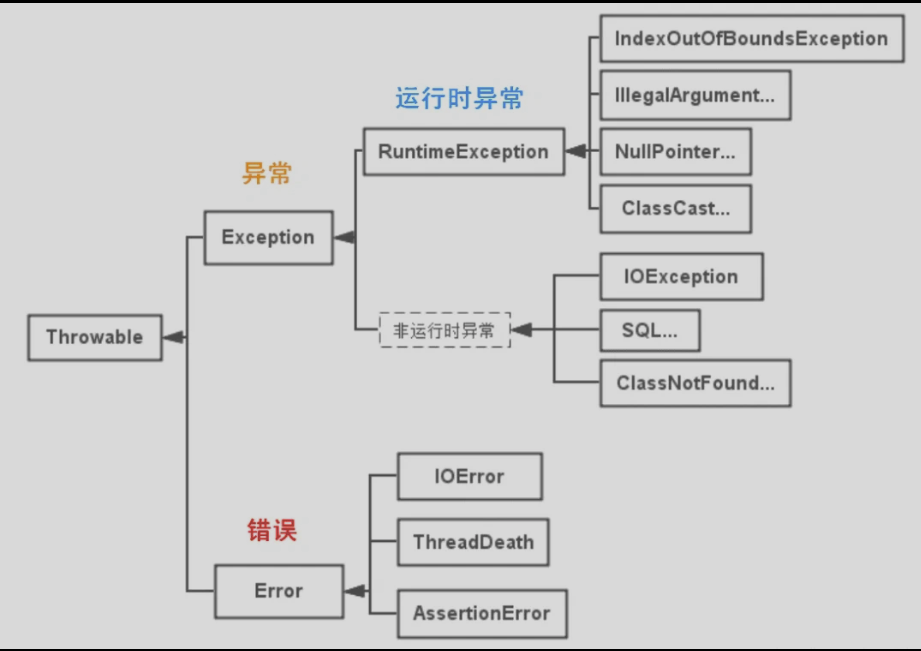 IndexOutOfBoundsException
运行时异常
IllegalArgument...
RuntimeException
NullPointer...
异常
ClassCast...
Exception
IOException
Throwable
非运行时异常
SQL...
ClassNotFound...
IOError
错误
ThreadDeath
Error
AssertionError